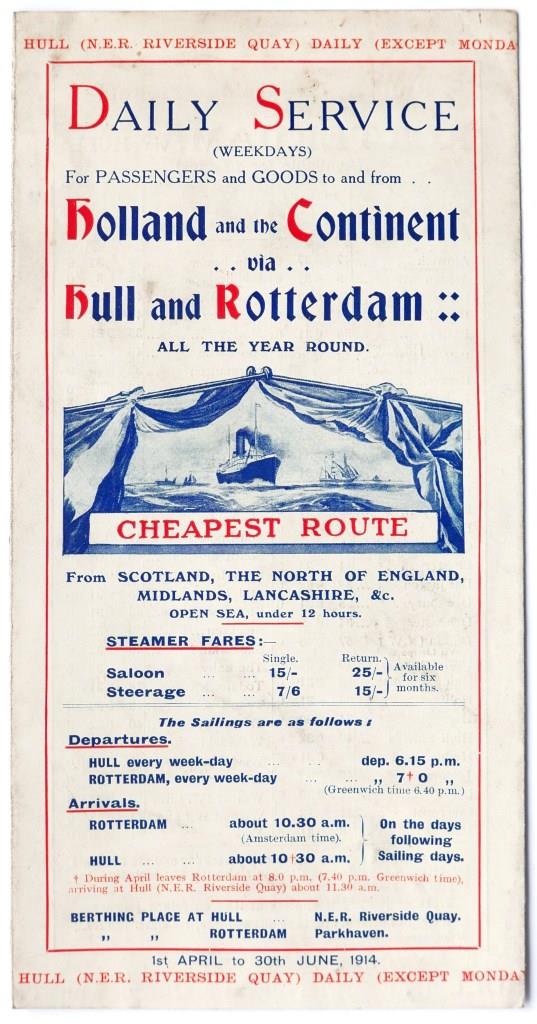 HULL (N.E.R. RIVERSIDE QUAY) DAILY (EXCEPT MONDA
DAILY SERVICE
(WEEKDAYS)
For PASSENGERS and GOODS to and from . .
Holland and the Continent
. . via . .
Hull and Rotterdam ::
ALL THE YEAR ROUND.
CHEAPEST ROUTE
From SCOTLAND, THE NORTH OF ENGLAND,
MIDLANDS, LANCASHIRE, &c.
OPEN SEA, under 12 hours.
STEAMER FARES:—
Single. Return.
Saloon ... ... 15/- 25/- Available
Steerage ... ... 7/6 15/- for six
months.
The Sailings are as follows :
Departures.
HULL every week-day ... ... dep. 6.15 p.m.
ROTTERDAM, every week-day ... ... „ 7†0 „
(Greenwich time 6.40 p.m.)
Arrivals.
ROTTERDAM ... about 10.30 a.m. On the days
(Amsterdam time). following
HULL ... ... about 10†30 a.m. Sailing days.
† During April leaves Rotterdam at 8.0 p.m. (7.40 p.m. Greenwich time),
arriving at Hull (N.E.R. Riverside Quay) about 11.30 a.m.
BERTHING PLACE AT HULL ... N.E.R. Riverside Quay.
„ „ ROTTERDAM Parkhaven.
1st APRIL to 30th JUNE, 1914.
HULL (N.E.R. RIVERSIDE QUAY) DAILY (EXCEPT MONDA